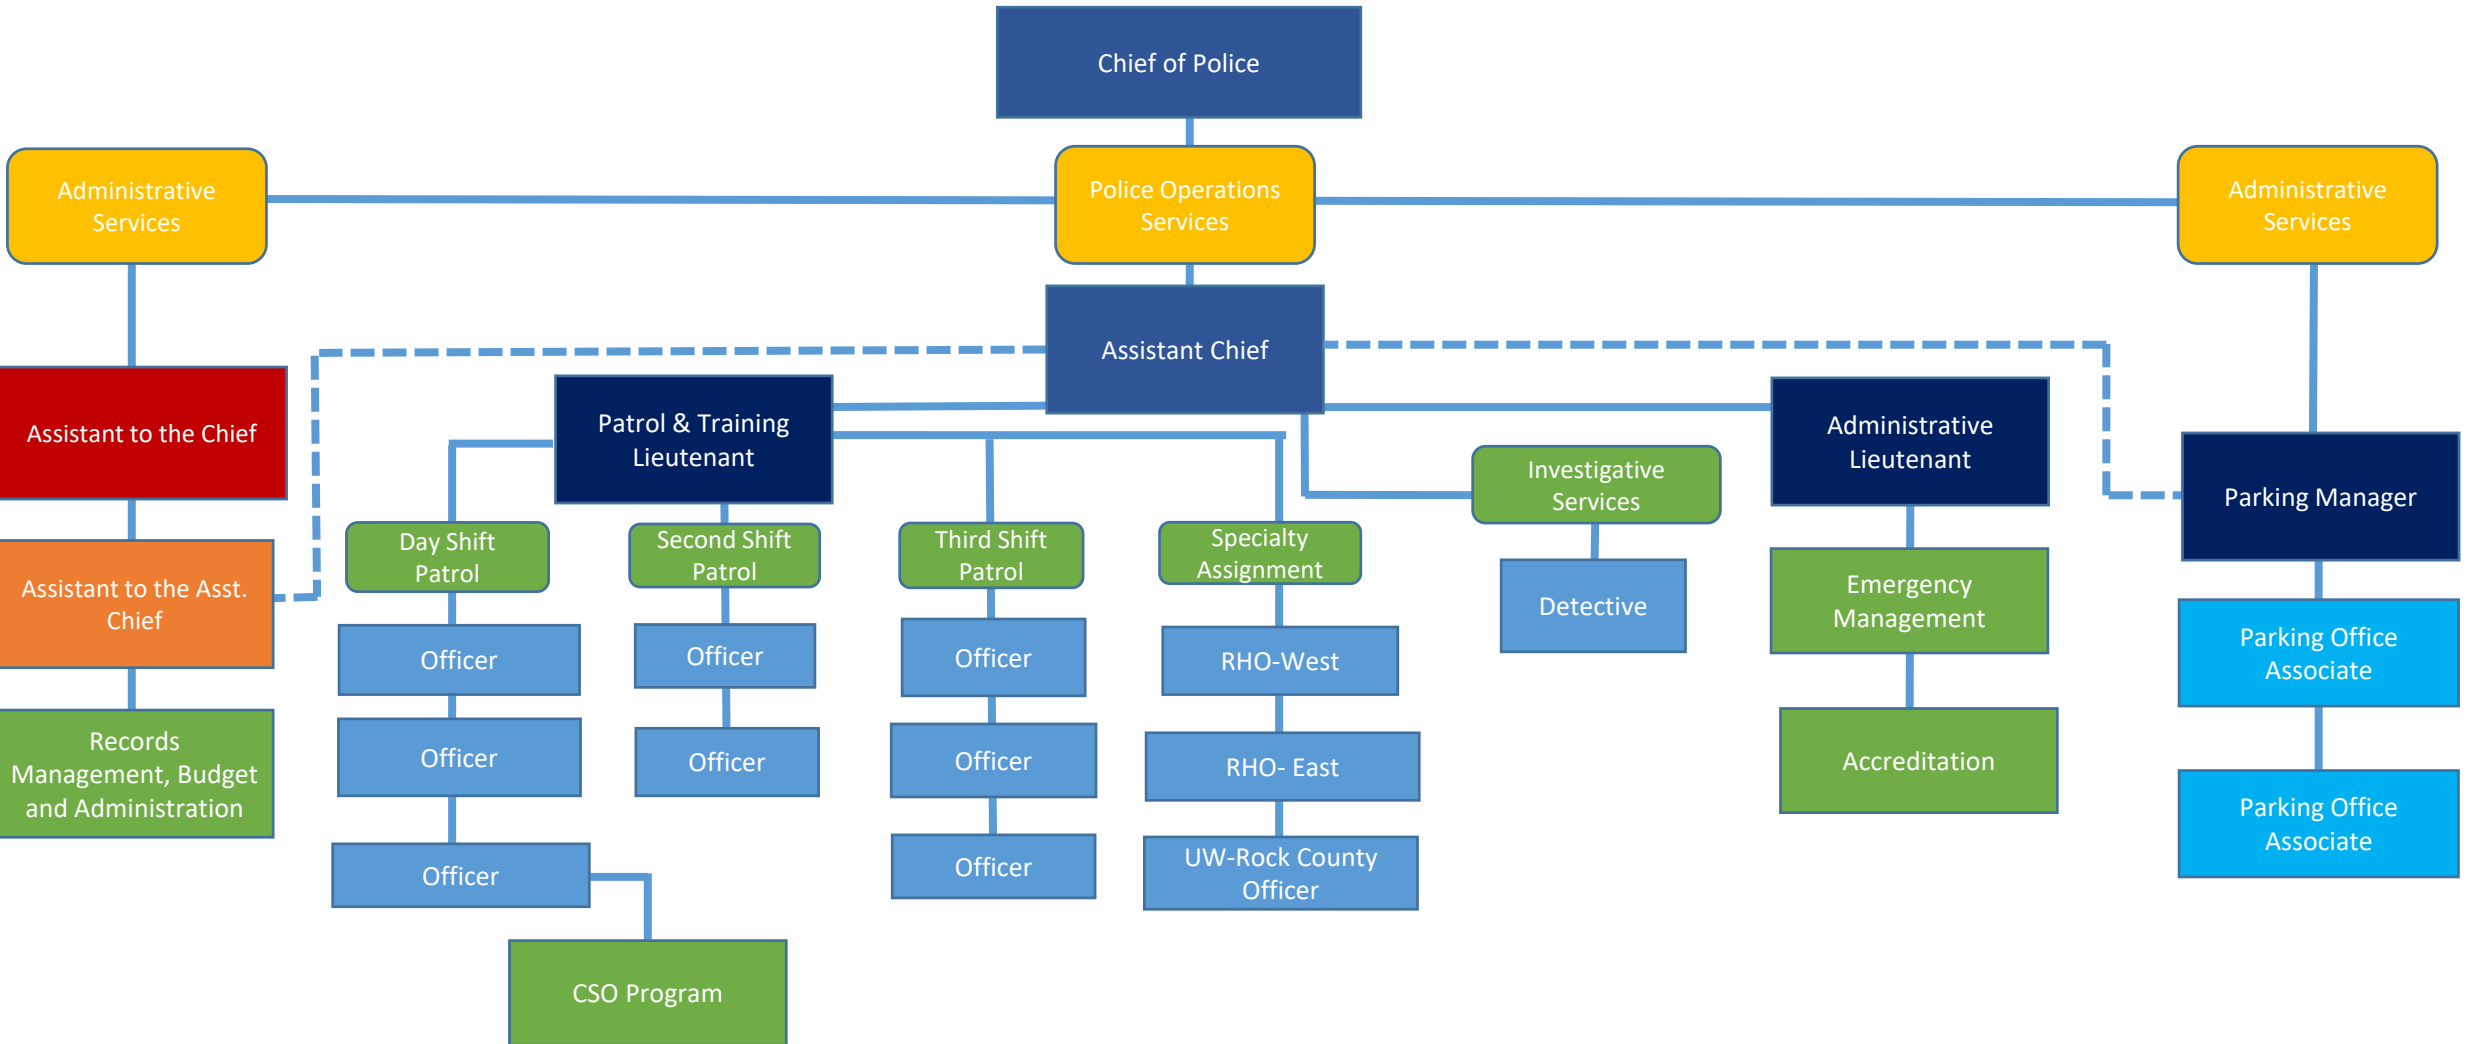 Chief of Police
Administrative
Services
Police Operations
Services
Administrative
Services
Assistant Chief
Assistant to the Chief
Patrol & Training
Lieutenant
Administrative
Lieutenant
Investigative
Services
Parking Manager
Day Shift
Patrol
Second Shift
Patrol
Third Shift
Patrol
Specialty
Assignment
Assistant to the Asst.
Chief
Detective
Emergency
Management
Officer
Officer
Officer
RHO-West
Parking Office
Associate
Records
Management, Budget
and Administration
Officer
Officer
Officer
RHO- East
Accreditation
Parking Office
Associate
Officer
Officer
UW-Rock County
Officer
CSO Program